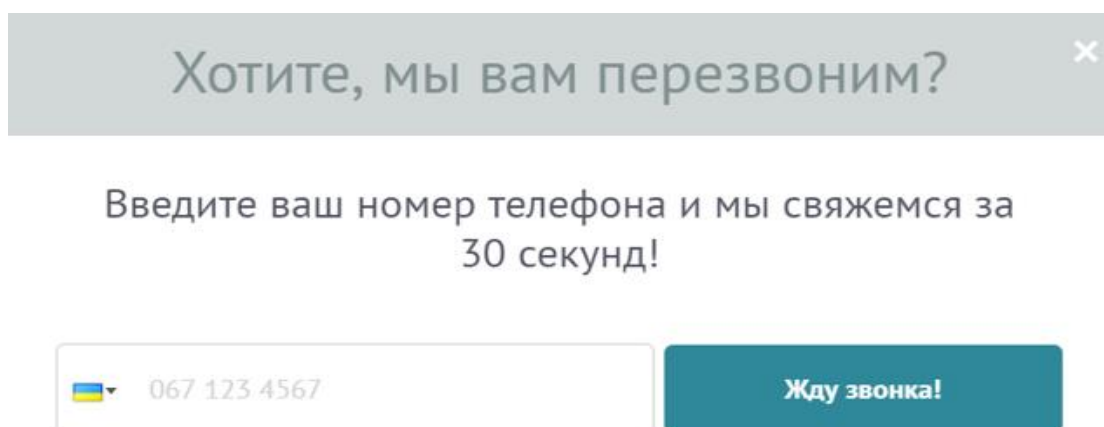 Хотите, мы вам перезвоним?
Введите ваш номер телефона и мы свяжемся за
30 секунд!
067 123 4567
Жду звонка!